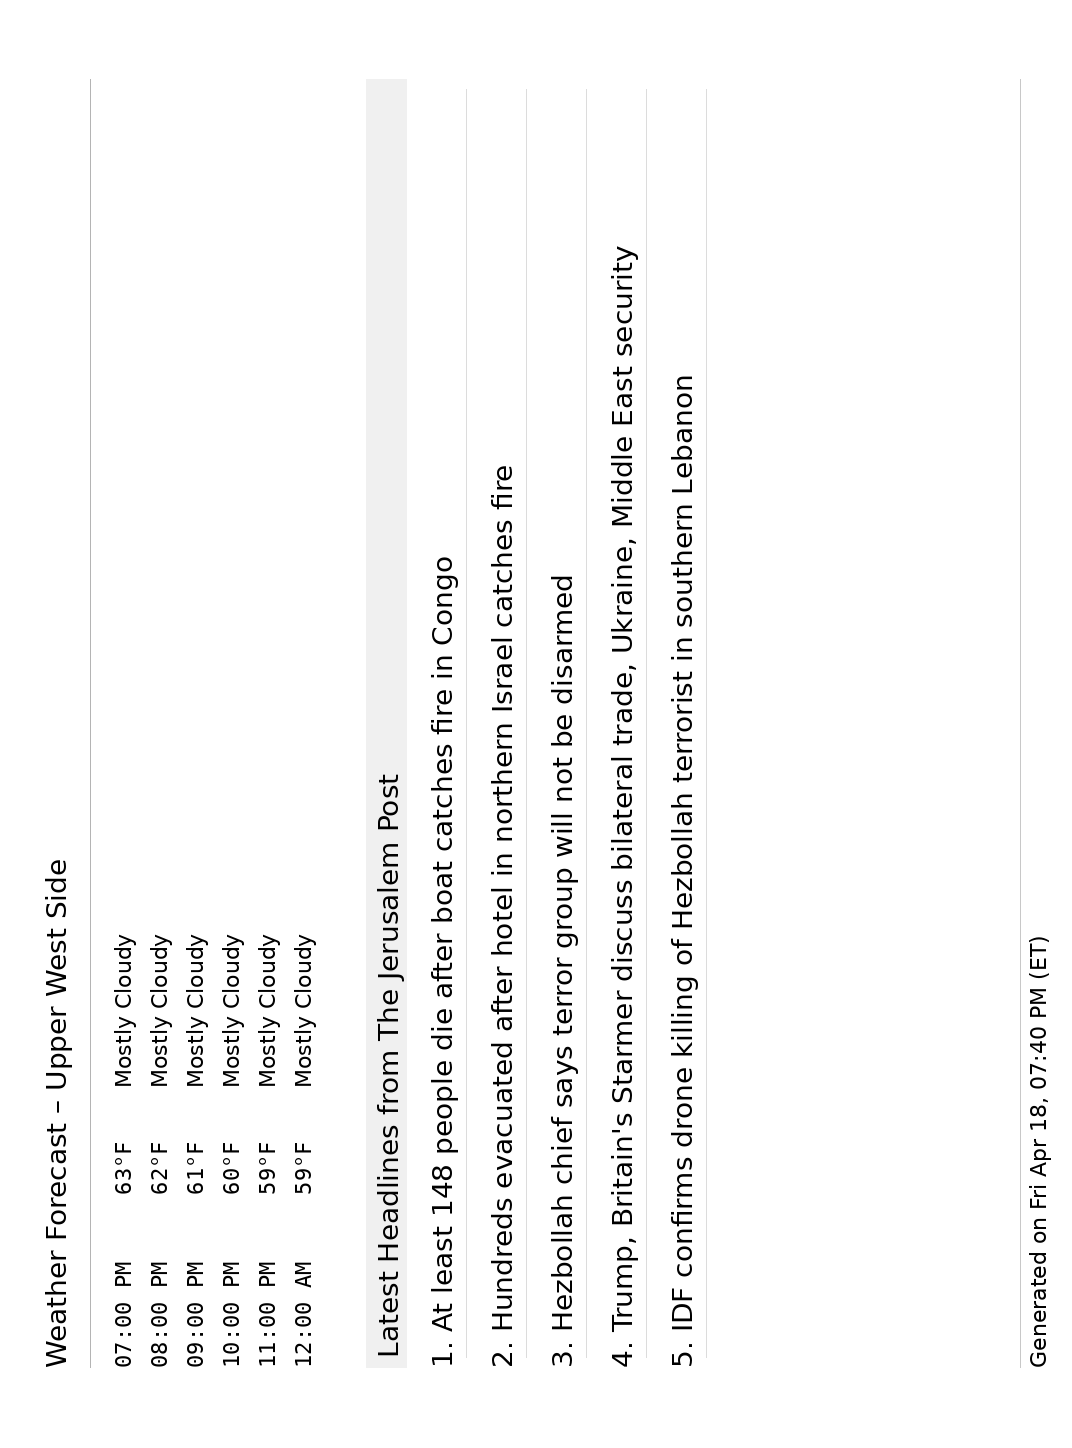 Weather Forecast – Upper West Side
07:00 PM 63°F Mostly Cloudy
08:00 PM 62°F Mostly Cloudy
09:00 PM 61°F Mostly Cloudy
10:00 PM 60°F Mostly Cloudy
11:00 PM 59°F Mostly Cloudy
12:00 AM 59°F Mostly Cloudy
Latest Headlines from The Jerusalem Post
1. At least 148 people die after boat catches fire in Congo
2. Hundreds evacuated after hotel in northern Israel catches fire
3. Hezbollah chief says terror group will not be disarmed
4. Trump, Britain's Starmer discuss bilateral trade, Ukraine, Middle East security
5. IDF confirms drone killing of Hezbollah terrorist in southern Lebanon
Generated on Fri Apr 18, 07:40 PM (ET)